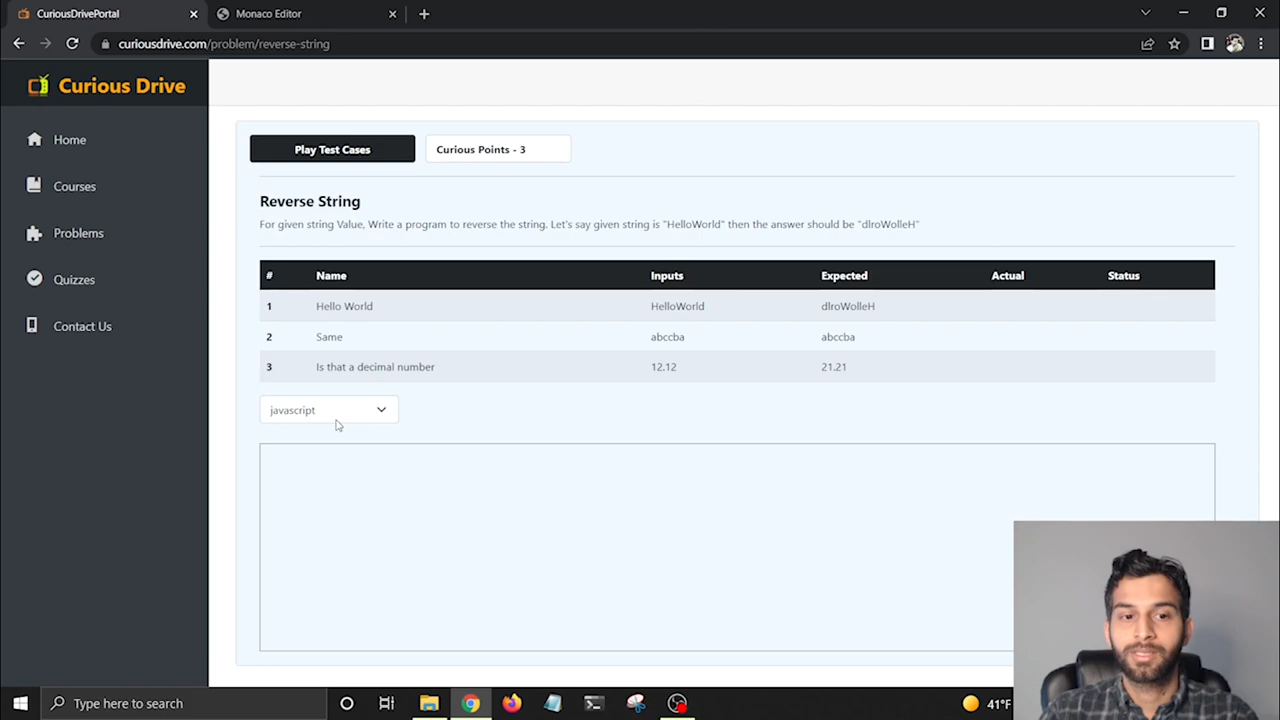 CuriousDrivePortal
Monaco Editor
curiousdrive.com/problem/reverse-string
Curious Drive
Home
Courses
Problems
Quizzes
Contact Us
Play Test Cases
Curious Points - 3
Reverse String
For given string Value, Write a program to reverse the string. Let's say given string is "HelloWorld" then the answer should be "dlroWolleH"
# Name Inputs Expected Actual Status
1 Hello World HelloWorld dlroWolleH
2 Same abccba abccba
3 Is that a decimal number 12.12 21.21
javascript
Type here to search
41°F